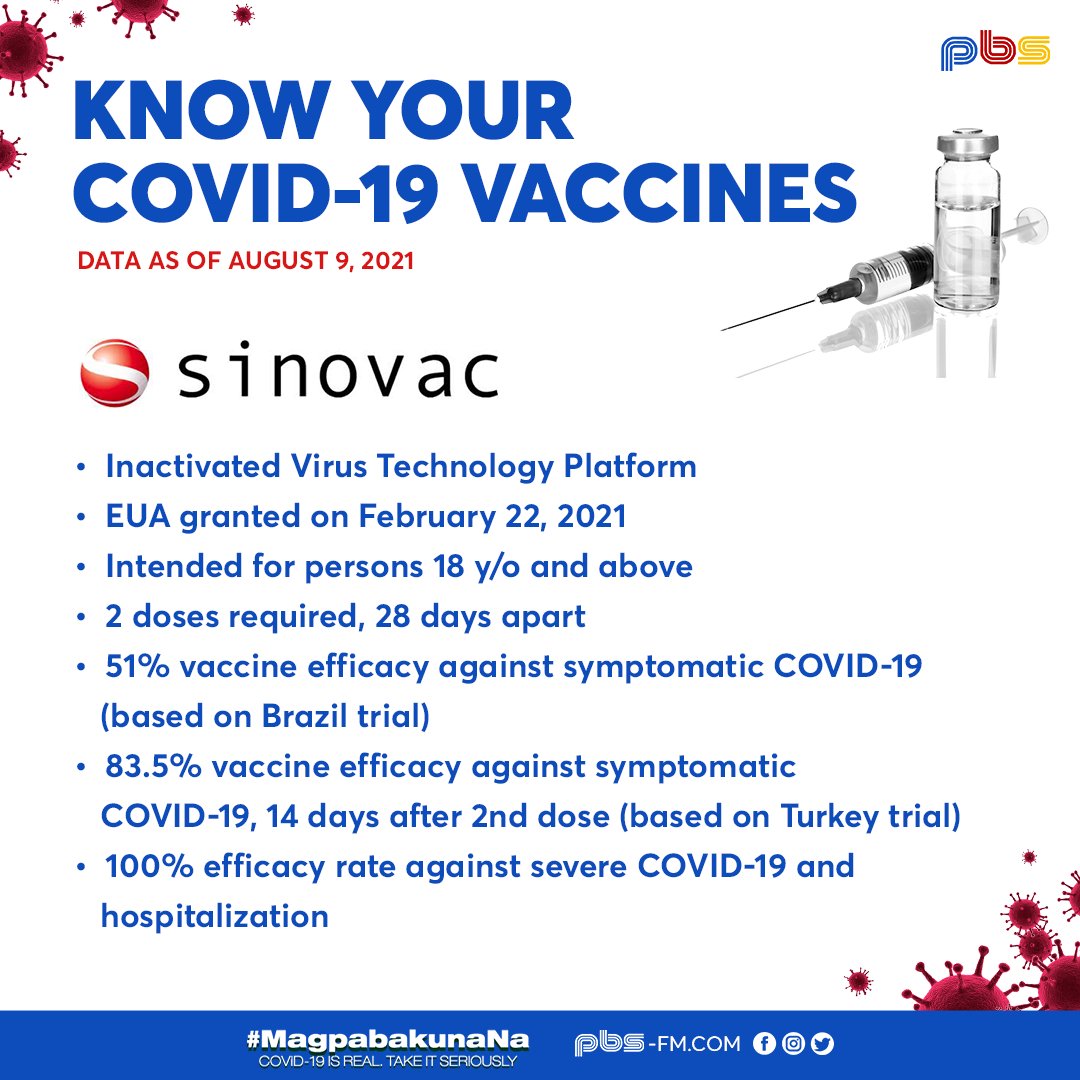 pbs
KNOW YOUR
COVID-19 VACCINES
DATA AS OF AUGUST 9, 2021
sinovac
• Inactivated Virus Technology Platform
• EUA granted on February 22, 2021
• Intended for persons 18 y/o and above
• 2 doses required, 28 days apart
• 51% vaccine efficacy against symptomatic COVID-19
(based on Brazil trial)
• 83.5% vaccine efficacy against symptomatic
COVID-19, 14 days after 2nd dose (based on Turkey trial)
• 100% efficacy rate against severe COVID-19 and
hospitalization
#MagpabakunaNa
COVID-19 IS REAL. TAKE IT SERIOUSLY
pbs-FM.COM